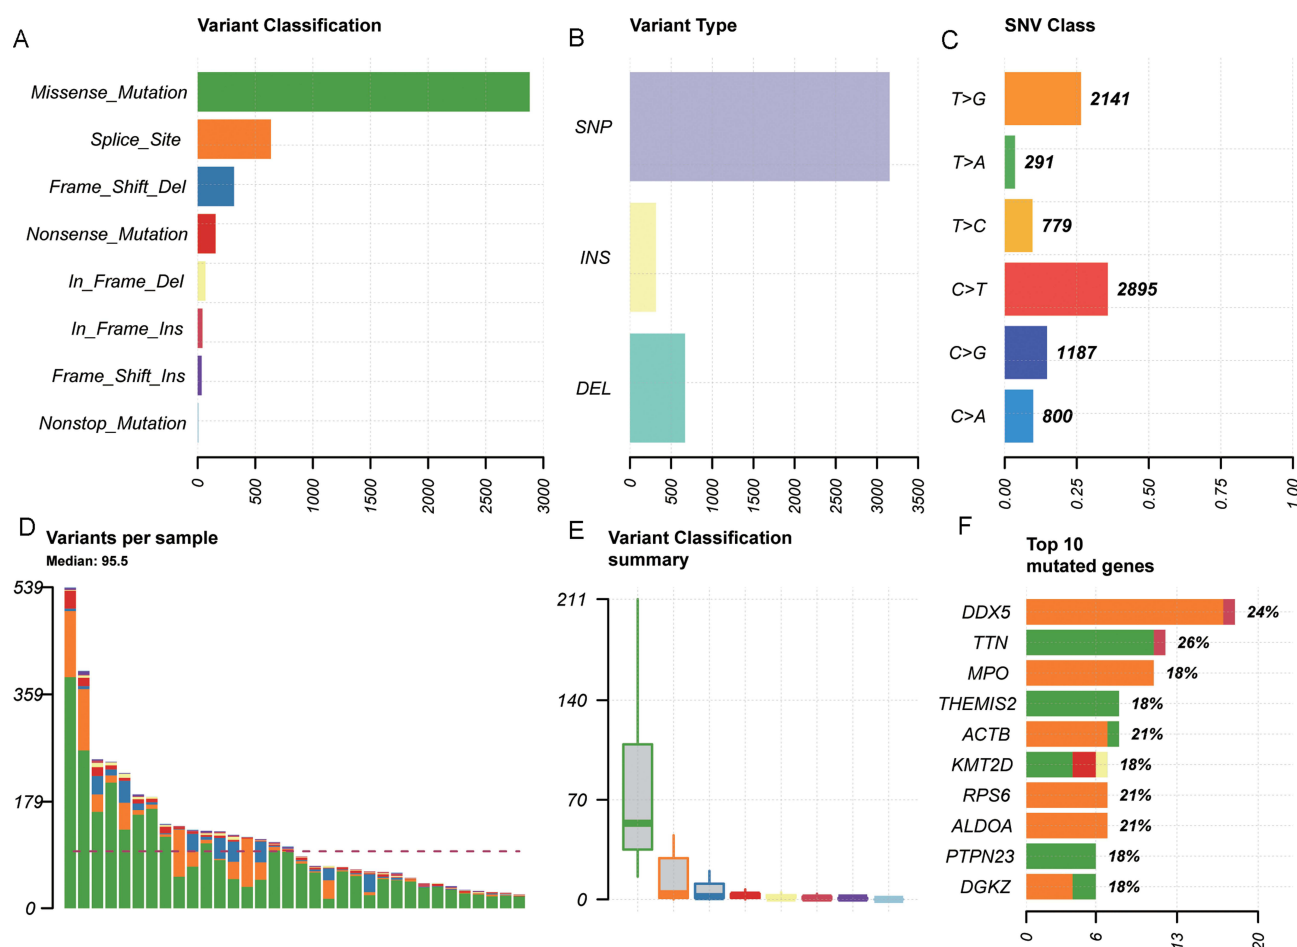 A
Variant Classification
Missense_Mutation
Splice_Site
Frame_Shift_Del
Nonsense_Mutation
In_Frame_Del
In_Frame_Ins
Frame_Shift_Ins
Nonstop_Mutation
0 500 1000 1500 2000 2500 3000
B
Variant Type
SNP
INS
DEL
0 500 1000 1500 2000 2500 3000 3500
C
SNV Class
T>G 2141
T>A 291
T>C 779
C>T 2895
C>G 1187
C>A 800
0.00 0.25 0.50 0.75 1.00
D
Variants per sample
Median: 95.5
539
359
179
0
E
Variant Classification
summary
211
140
70
0
F
Top 10
mutated genes
DDX5 24%
TTN 26%
MPO 18%
THEMIS2 18%
ACTB 21%
KMT2D 18%
RPS6 21%
ALDOA 21%
PTPN23 18%
DGKZ 18%
0 6 13 20